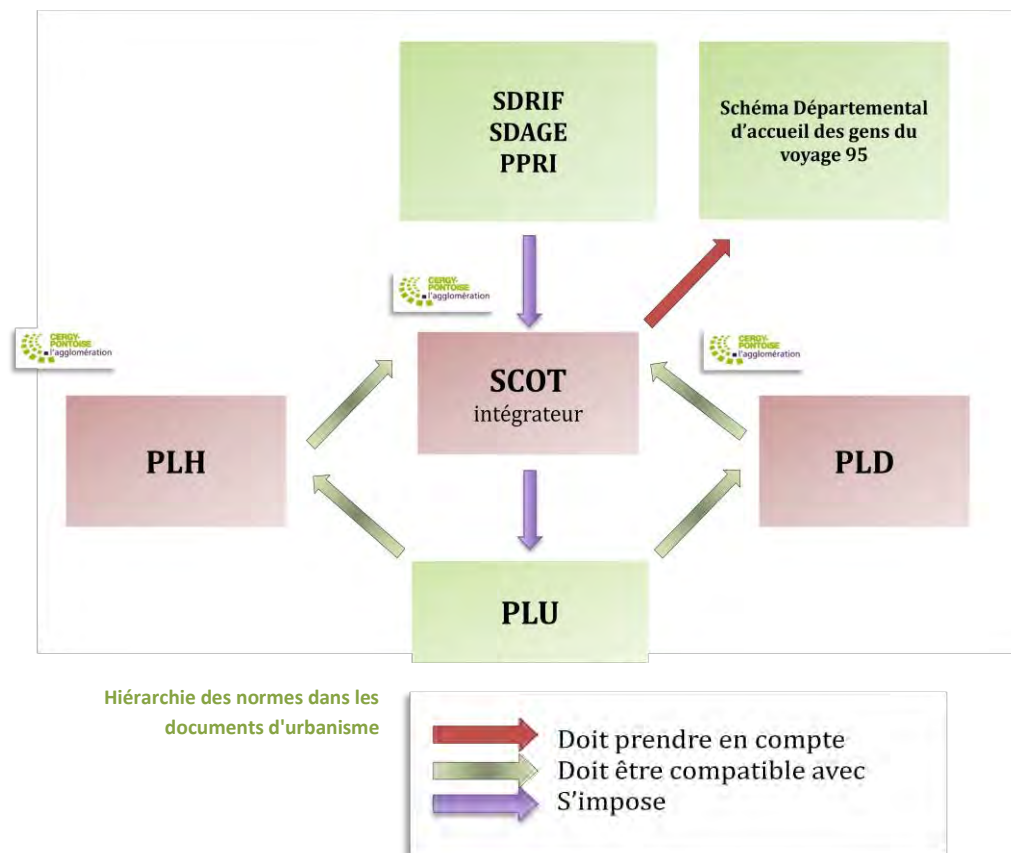 SDRIF
SDAGE
PPRI
Schéma Départemental
d'accueil des gens du
voyage 95
CERGY-
PONTOISE
l'agglomération
CERGY-
PONTOISE
l'agglomération
CERGY-
PONTOISE
l'agglomération
SCOT
intégrateur
PLH
PLD
PLU
Hiérarchie des normes dans les
documents d'urbanisme
Doit prendre en compte
Doit être compatible avec
S'impose